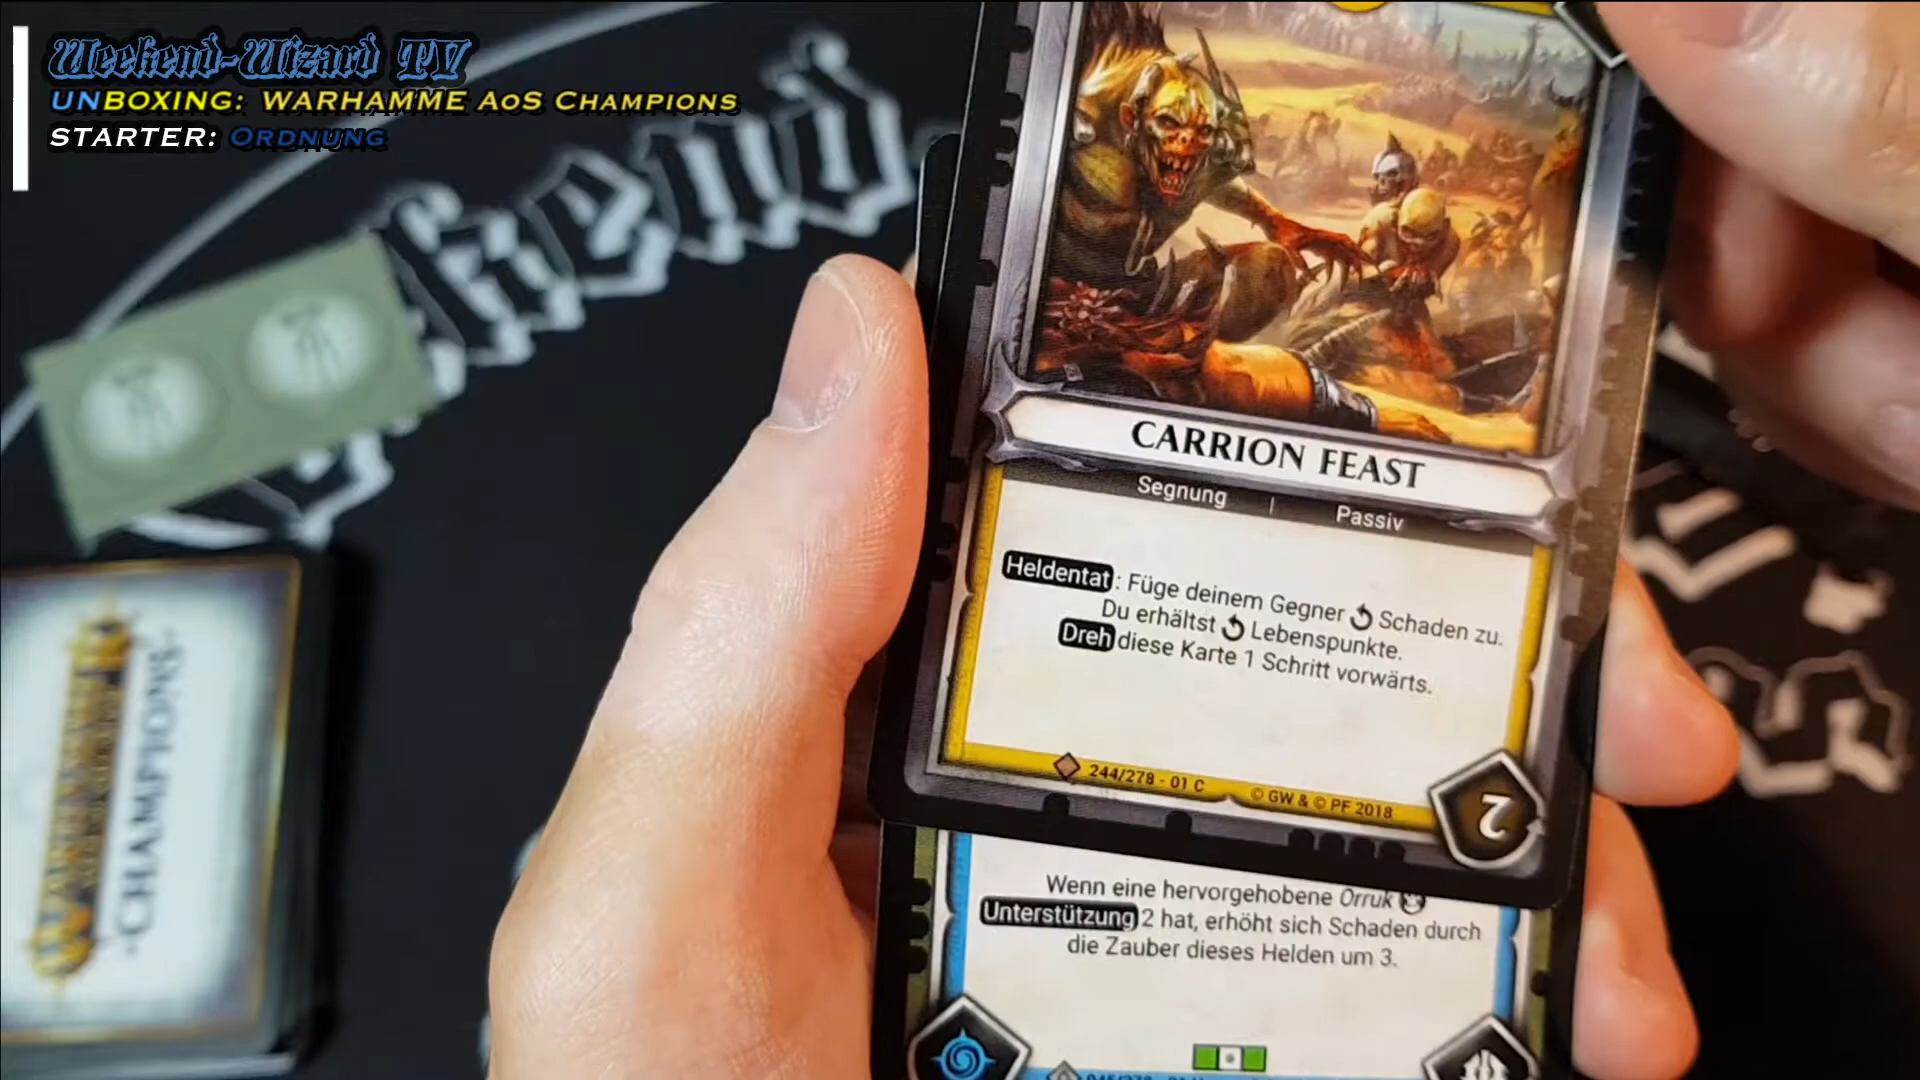 Weekend-Wizard TV
UNBOXING: WARHAMME AoS Champions
STARTER: Ordnung
CARRION FEAST
Segnung | Passiv
Heldentat: Füge deinem Gegner Schaden zu.
Du erhältst Lebenspunkte.
Dreh diese Karte 1 Schritt vorwärts.
244/278 - 01 C
© GW & © PF 2018
2
Wenn eine hervorgehobene Orruk
Unterstützung 2 hat, erhöht sich Schaden durch
die Zauber dieses Helden um 3.
-CHAMPIONS-